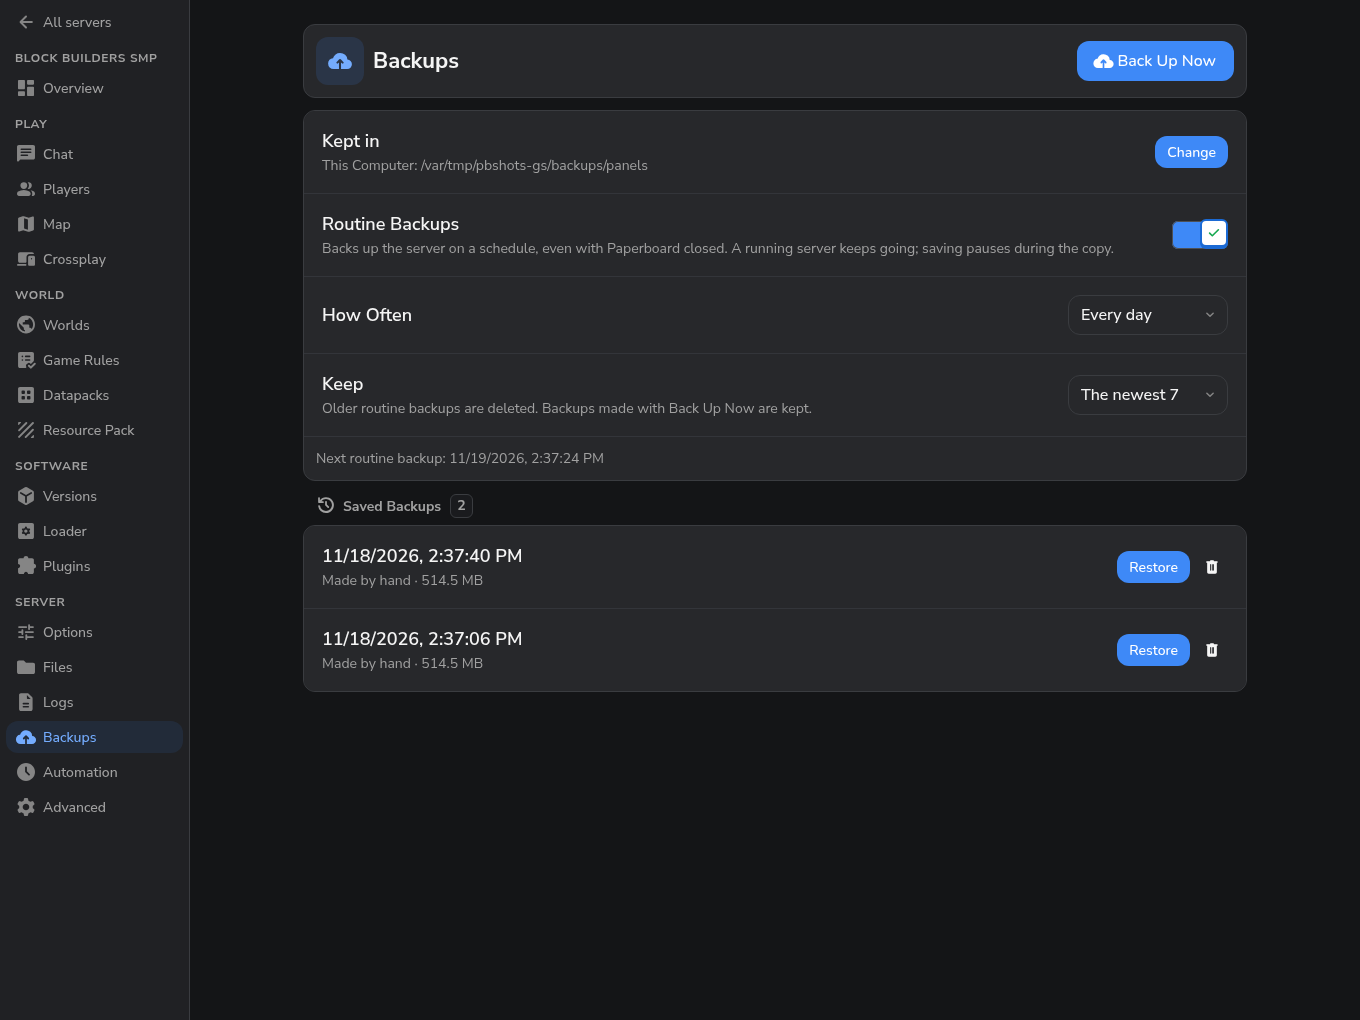 All servers
BLOCK BUILDERS SMP
Overview
PLAY
Chat
Players
Map
Crossplay
WORLD
Worlds
Game Rules
Datapacks
Resource Pack
SOFTWARE
Versions
Loader
Plugins
SERVER
Options
Files
Logs
Backups
Automation
Advanced
Backups
Back Up Now
Kept in
This Computer: /var/tmp/pbshots-gs/backups/panels
Change
Routine Backups
Backs up the server on a schedule, even with Paperboard closed. A running server keeps going; saving pauses during the copy.
How Often
Every day
Keep
Older routine backups are deleted. Backups made with Back Up Now are kept.
The newest 7
Next routine backup: 11/19/2026, 2:37:24 PM
Saved Backups 2
11/18/2026, 2:37:40 PM
Made by hand · 514.5 MB
Restore
11/18/2026, 2:37:06 PM
Made by hand · 514.5 MB
Restore